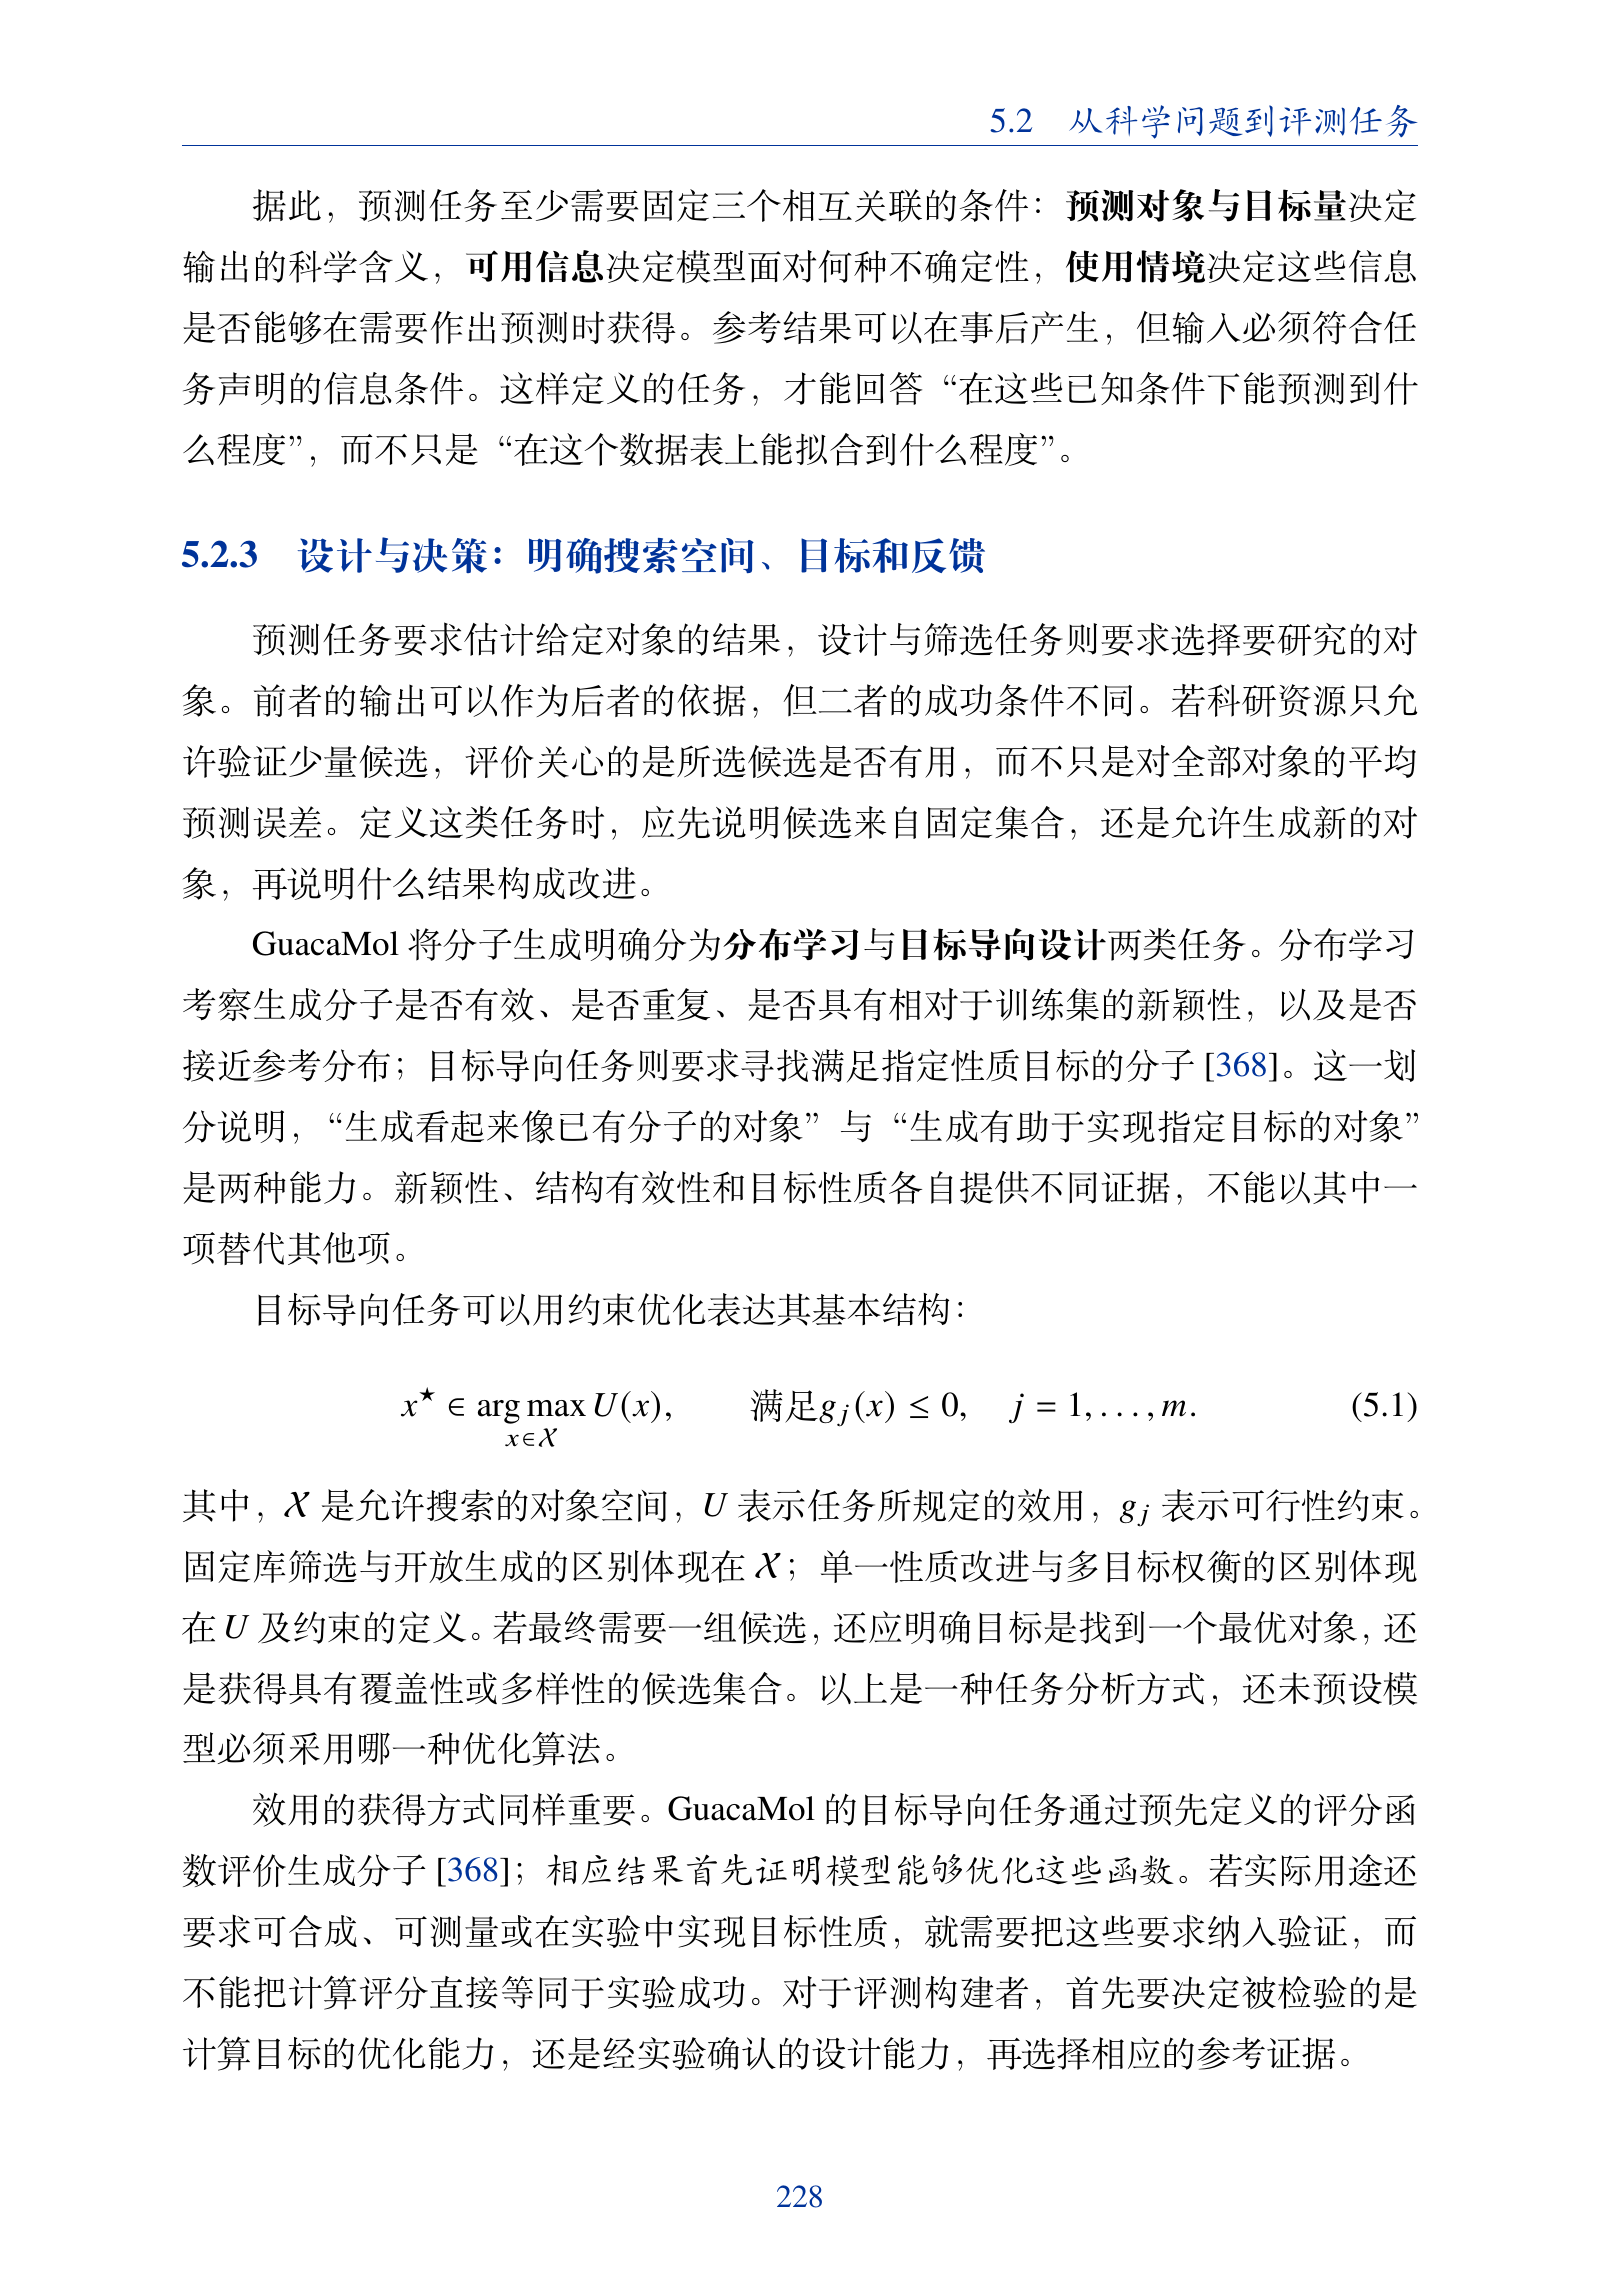 5.2 从科学问题到评测任务
据此，预测任务至少需要固定三个相互关联的条件：预测对象与目标量决定
输出的科学含义，可用信息决定模型面对何种不确定性，使用情境决定这些信息
是否能够在需要作出预测时获得。参考结果可以在事后产生，但输入必须符合任
务声明的信息条件。这样定义的任务，才能回答“在这些已知条件下能预测到什
么程度”，而不只是“在这个数据表上能拟合到什么程度”。
5.2.3 设计与决策：明确搜索空间、目标和反馈
预测任务要求估计给定对象的结果，设计与筛选任务则要求选择要研究的对
象。前者的输出可以作为后者的依据，但二者的成功条件不同。若科研资源只允
许验证少量候选，评价关心的是所选候选是否有用，而不只是对全部对象的平均
预测误差。定义这类任务时，应先说明候选来自固定集合，还是允许生成新的对
象，再说明什么结果构成改进。
GuacaMol 将分子生成明确分为分布学习与目标导向设计两类任务。分布学习
考察生成分子是否有效、是否重复、是否具有相对于训练集的新颖性，以及是否
接近参考分布；目标导向任务则要求寻找满足指定性质目标的分子 [368]。这一划
分说明，“生成看起来像已有分子的对象”与“生成有助于实现指定目标的对象”
是两种能力。新颖性、结构有效性和目标性质各自提供不同证据，不能以其中一
项替代其他项。
目标导向任务可以用约束优化表达其基本结构：
x★ ∈ arg max U(x), 满足g_j(x) ≤ 0, j = 1, . . . , m. (5.1)
x∈𝒳
其中，𝒳 是允许搜索的对象空间，U 表示任务所规定的效用，g_j 表示可行性约束。
固定库筛选与开放生成的区别体现在 𝒳；单一性质改进与多目标权衡的区别体现
在 U 及约束的定义。若最终需要一组候选，还应明确目标是找到一个最优对象，还
是获得具有覆盖性或多样性的候选集合。以上是一种任务分析方式，还未预设模
型必须采用哪一种优化算法。
效用的获得方式同样重要。GuacaMol 的目标导向任务通过预先定义的评分函
数评价生成分子 [368]；相应结果首先证明模型能够优化这些函数。若实际用途还
要求可合成、可测量或在实验中实现目标性质，就需要把这些要求纳入验证，而
不能把计算评分直接等同于实验成功。对于评测构建者，首先要决定被检验的是
计算目标的优化能力，还是经实验确认的设计能力，再选择相应的参考证据。
228